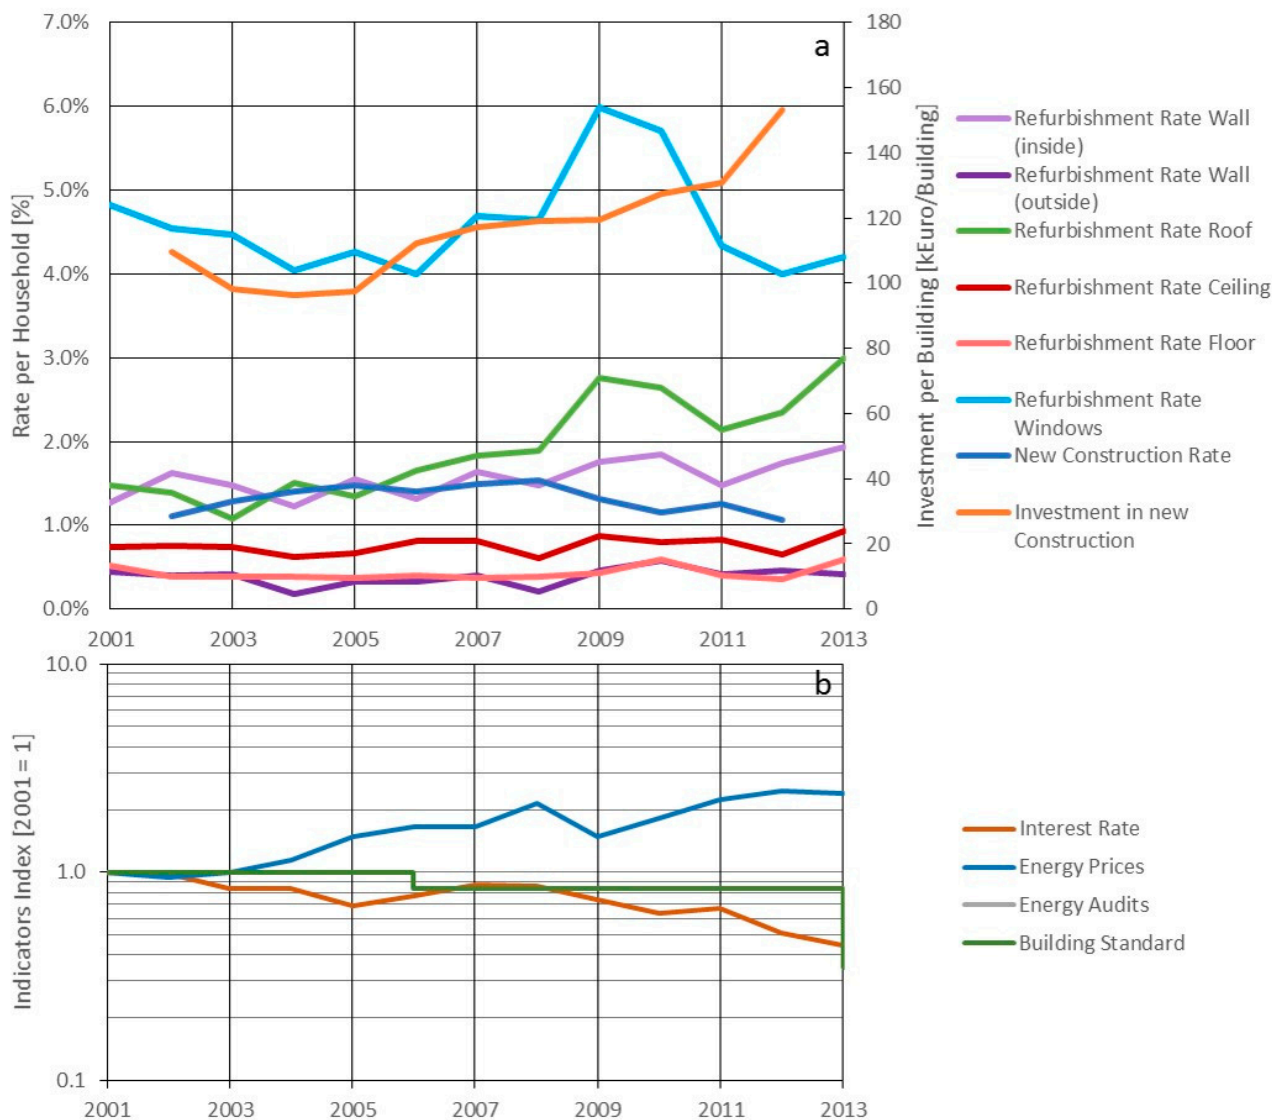 7.0%
6.0%
5.0%
4.0%
3.0%
2.0%
1.0%
0.0%
Rate per Household [%]
a
180
160
140
120
100
80
60
40
20
0
Investment per Building [kEuro/Building]
2001 2003 2005 2007 2009 2011 2013
Refurbishment Rate Wall
(inside)
Refurbishment Rate Wall
(outside)
Refurbishment Rate Roof
Refurbishment Rate Ceiling
Refurbishment Rate Floor
Refurbishment Rate
Windows
New Construction Rate
Investment in new
Construction
10.0
1.0
0.1
Indicators Index [2001 = 1]
b
2001 2003 2005 2007 2009 2011 2013
Interest Rate
Energy Prices
Energy Audits
Building Standard